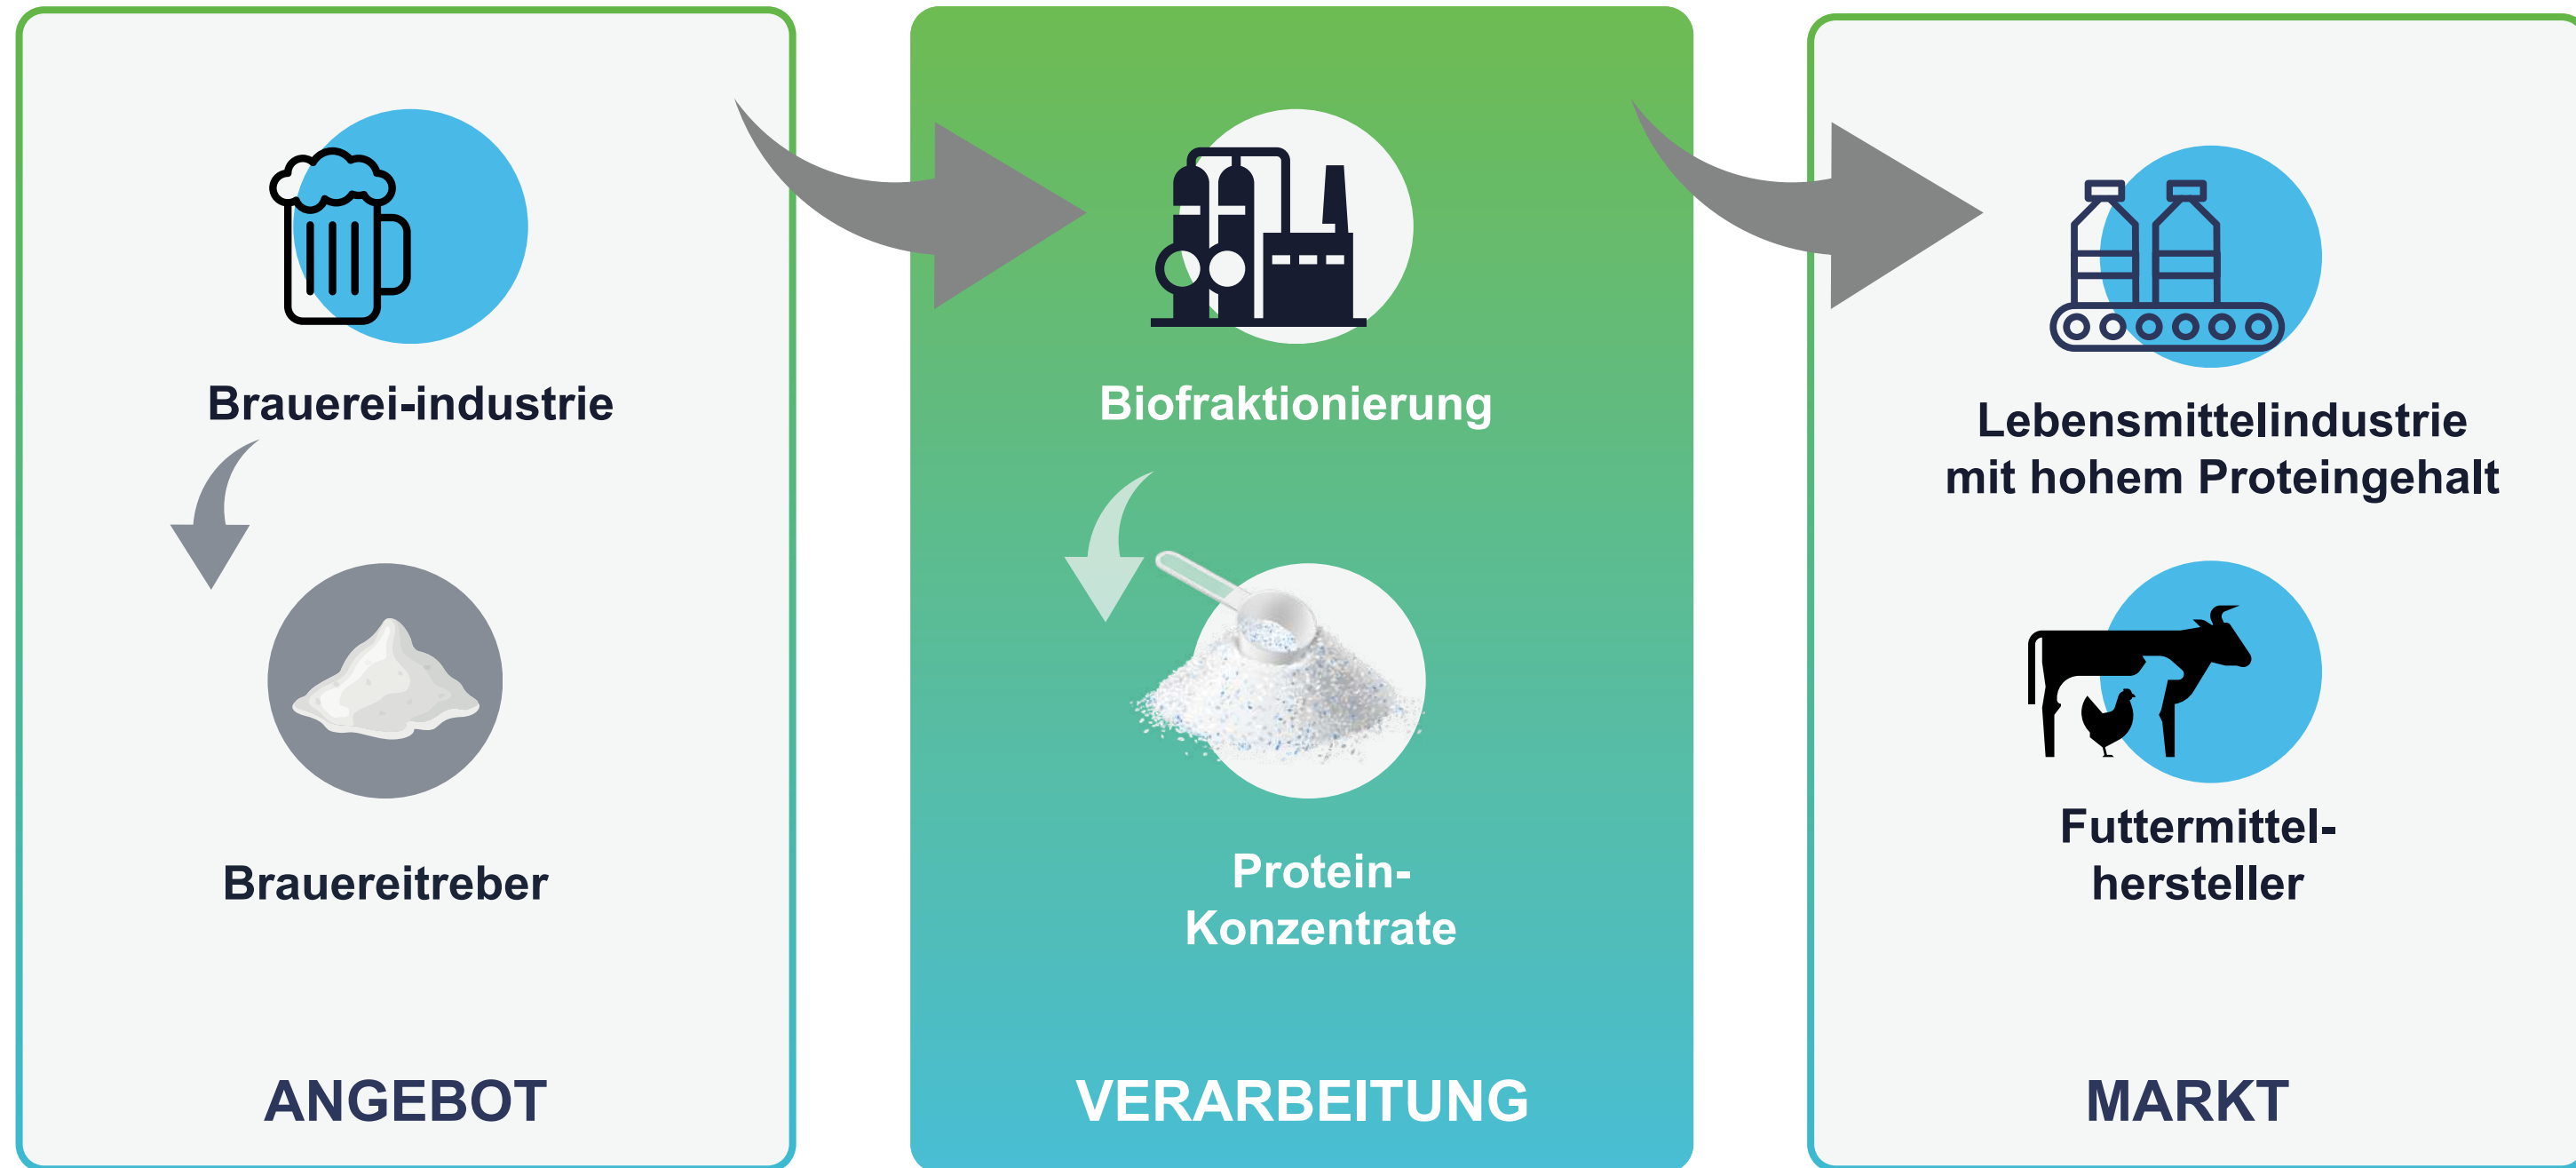 Brauerei-industrie
Brauereitreber
ANGEBOT
Biofraktionierung
Protein-
Konzentrate
VERARBEITUNG
Lebensmittelindustrie
mit hohem Proteingehalt
Futtermittel-
hersteller
MARKT